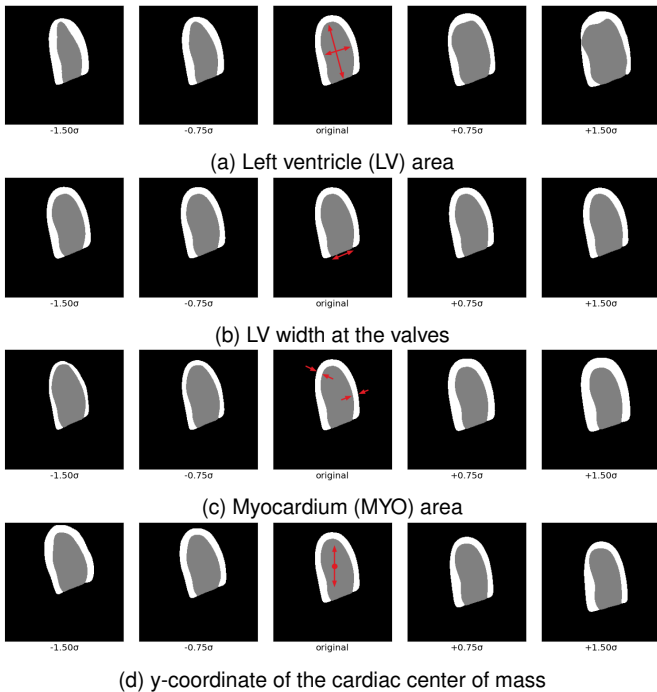 -1.50σ -0.75σ original +0.75σ +1.50σ
(a) Left ventricle (LV) area
-1.50σ -0.75σ original +0.75σ +1.50σ
(b) LV width at the valves
-1.50σ -0.75σ original +0.75σ +1.50σ
(c) Myocardium (MYO) area
-1.50σ -0.75σ original +0.75σ +1.50σ
(d) y-coordinate of the cardiac center of mass